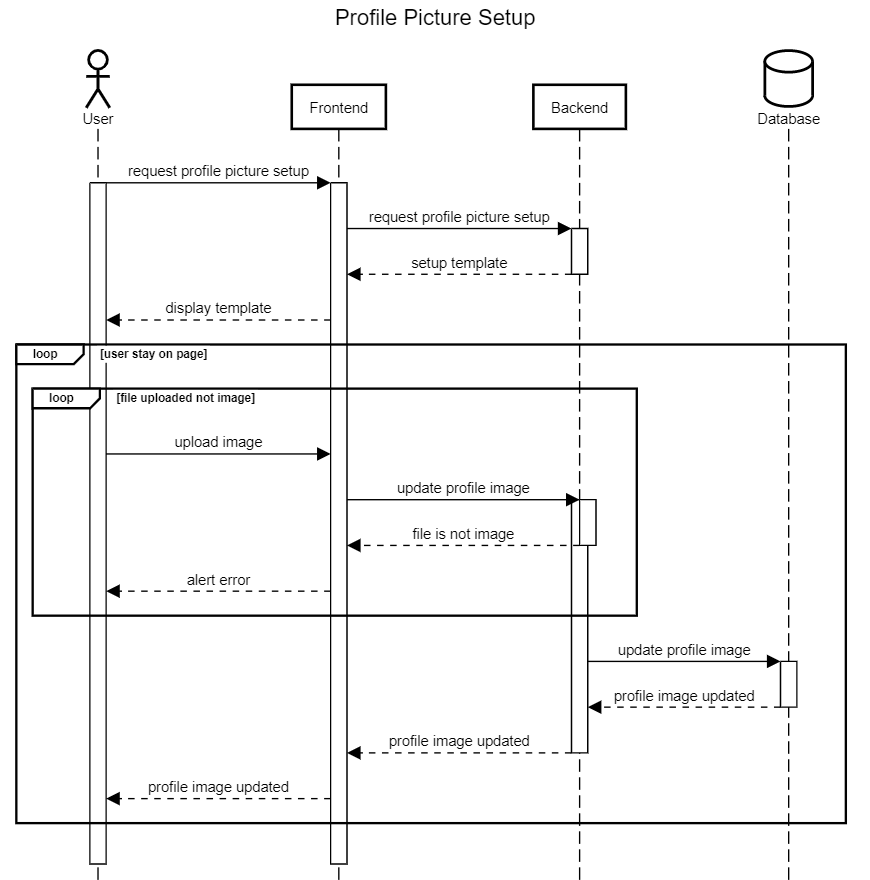 Profile Picture Setup
User
Frontend
Backend
Database
request profile picture setup
request profile picture setup
setup template
display template
loop
[user stay on page]
loop
[file uploaded not image]
upload image
update profile image
file is not image
alert error
update profile image
profile image updated
profile image updated
profile image updated